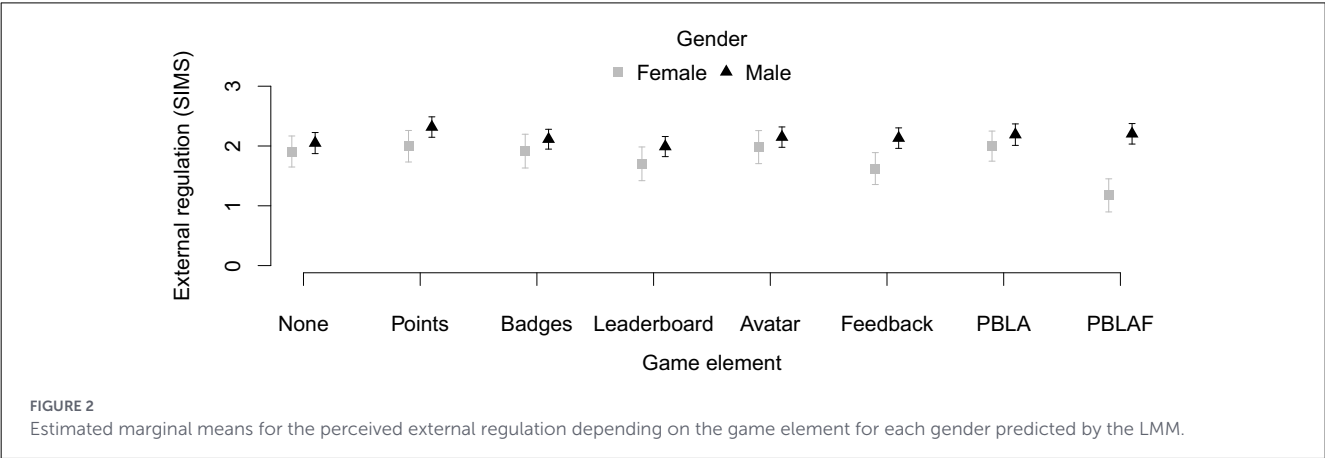 Gender
Female Male
External regulation (SIMS)
3
2
1
0
None Points Badges Leaderboard Avatar Feedback PBLA PBLAF
Game element
FIGURE 2
Estimated marginal means for the perceived external regulation depending on the game element for each gender predicted by the LMM.